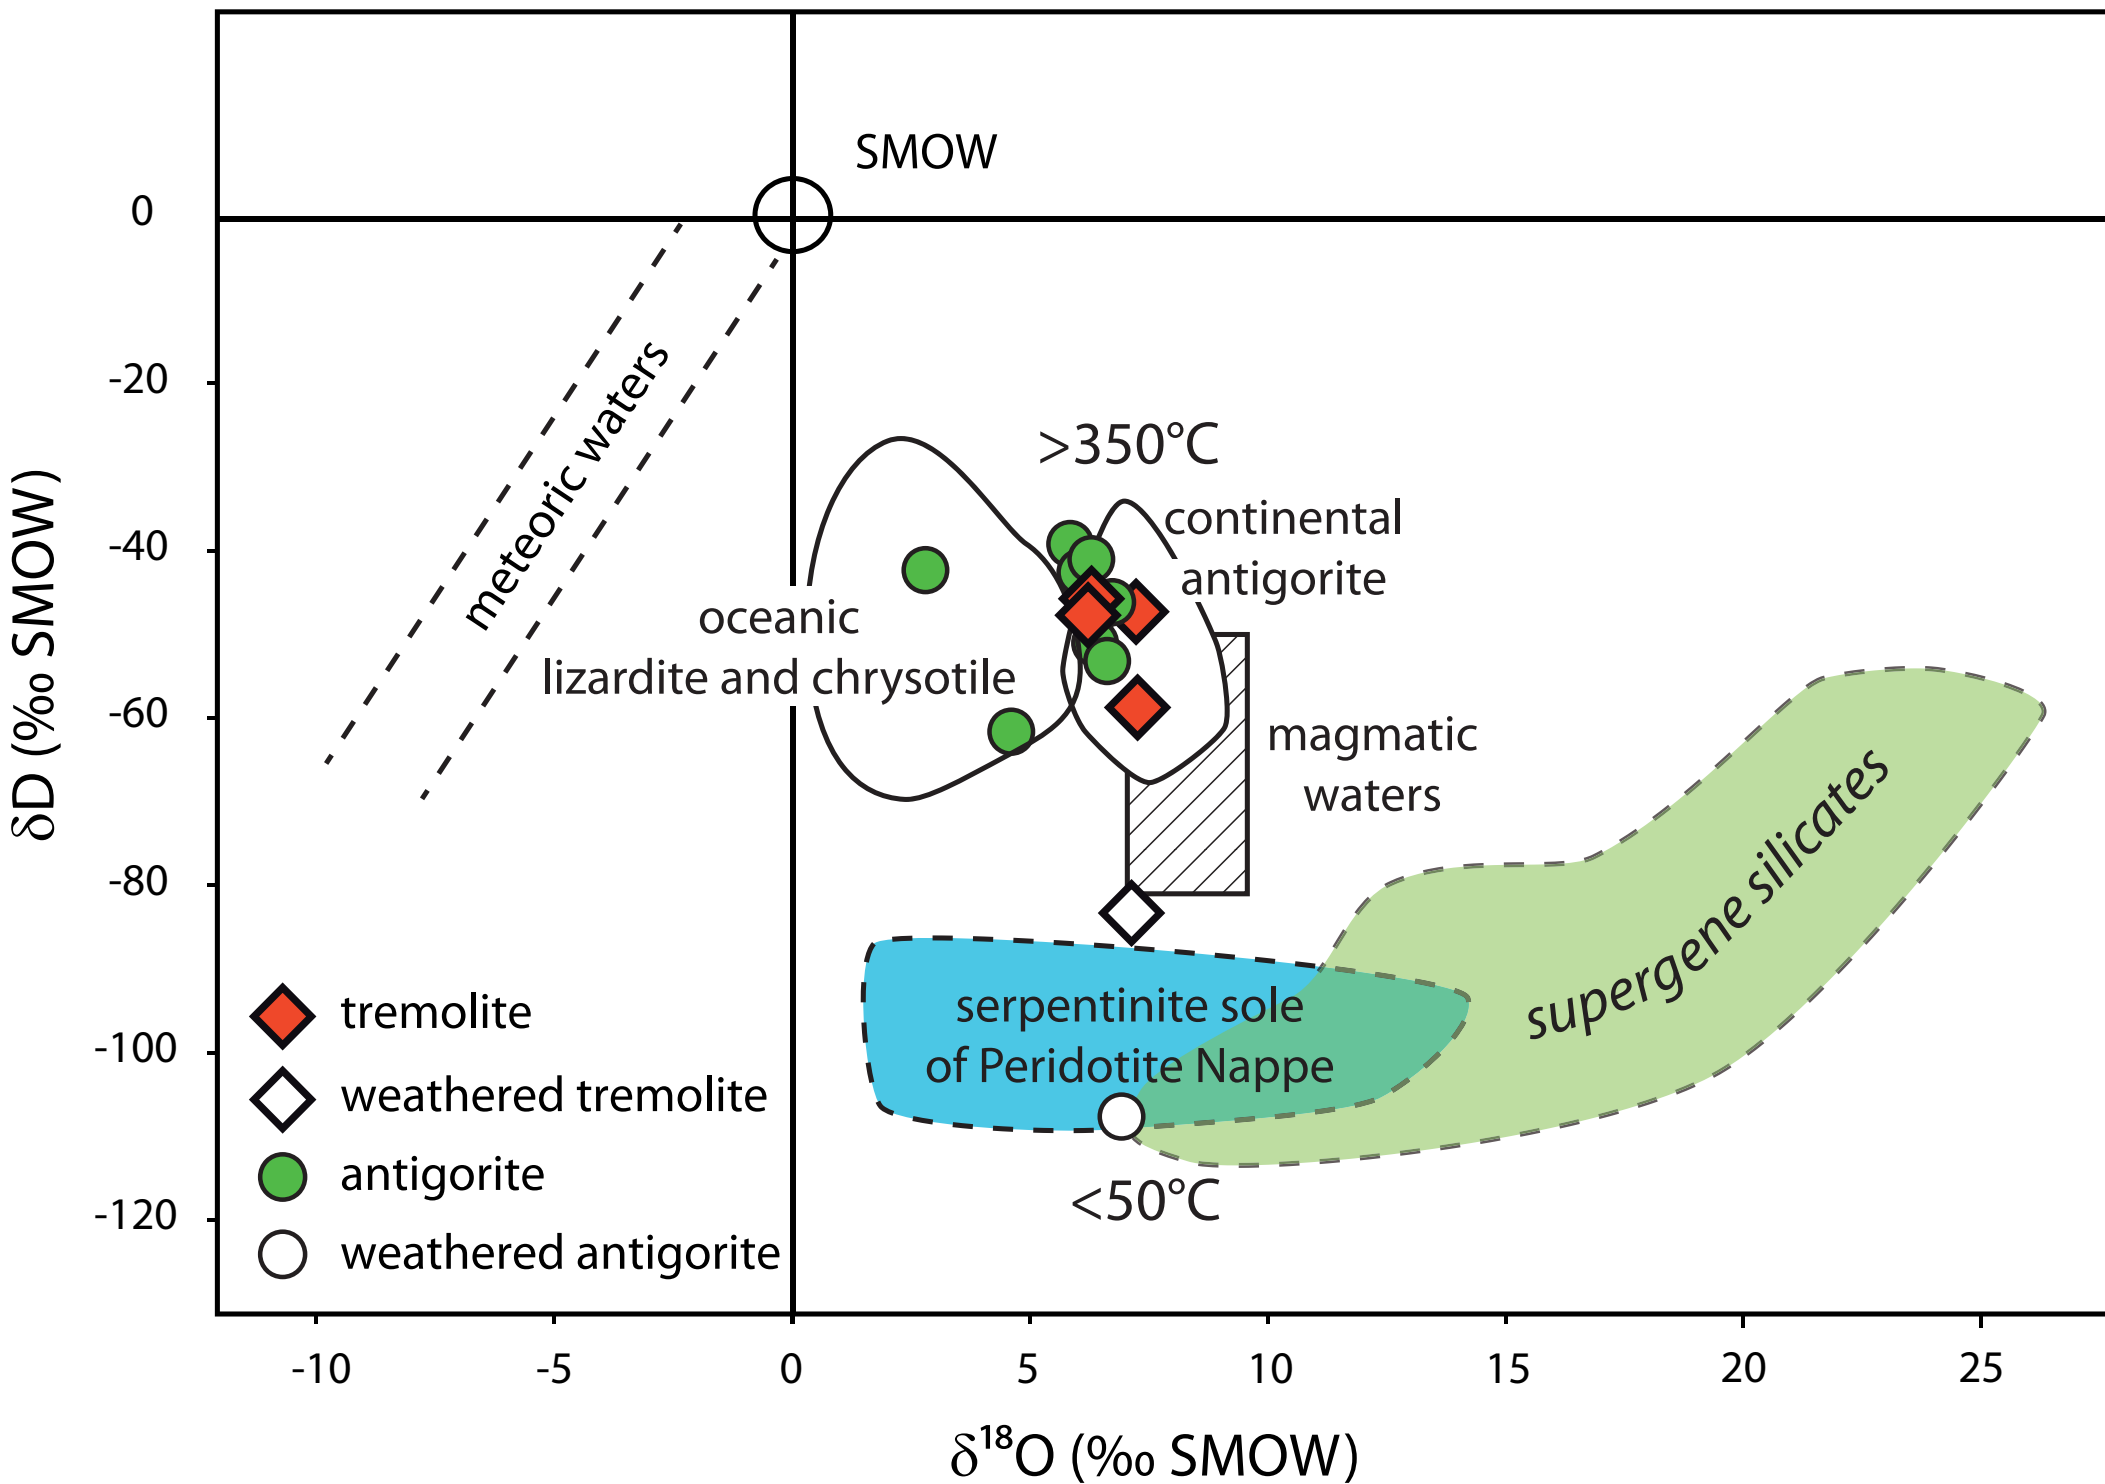 SMOW
0
-20
-40
-60
-80
-100
-120
δD (‰ SMOW)
meteoric waters
>350°C
continental
antigorite
oceanic
lizardite and chrysotile
magmatic
waters
supergene silicates
serpentinite sole
of Peridotite Nappe
<50°C
tremolite
weathered tremolite
antigorite
weathered antigorite
-10
-5
0
5
10
15
20
25
δ¹⁸O (‰ SMOW)